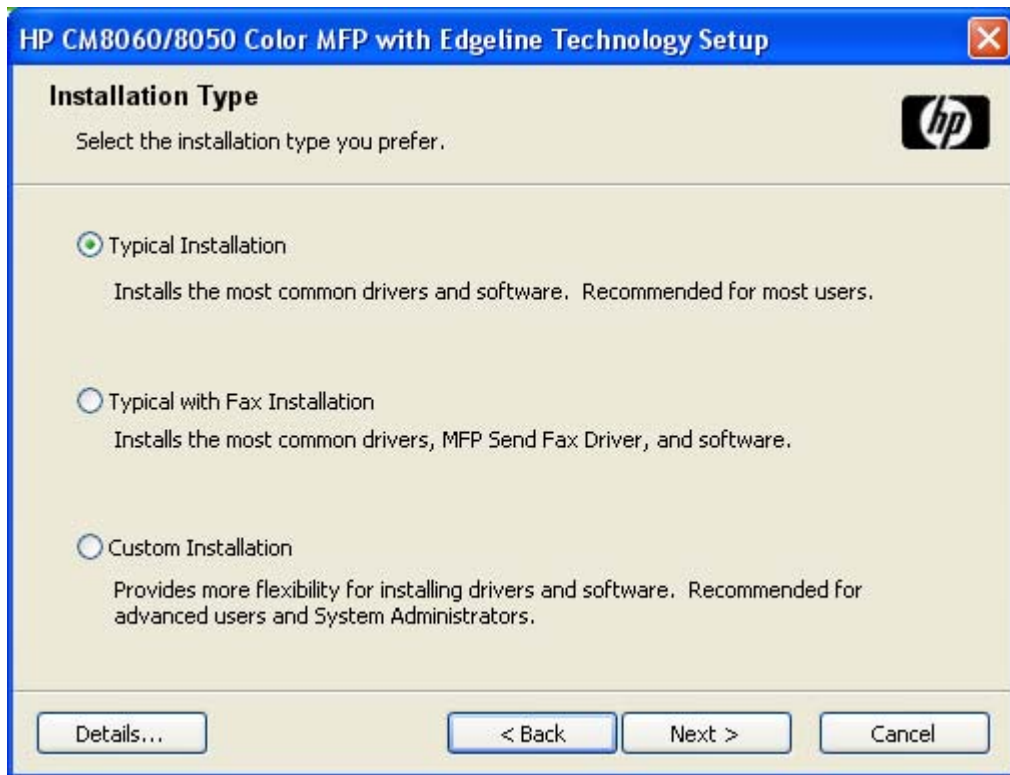 HP CM8060/8050 Color MFP with Edgeline Technology Setup
Installation Type
Select the installation type you prefer.
hp
Typical Installation
Installs the most common drivers and software. Recommended for most users.
Typical with Fax Installation
Installs the most common drivers, MFP Send Fax Driver, and software.
Custom Installation
Provides more flexibility for installing drivers and software. Recommended for
advanced users and System Administrators.
Details...
< Back
Next >
Cancel